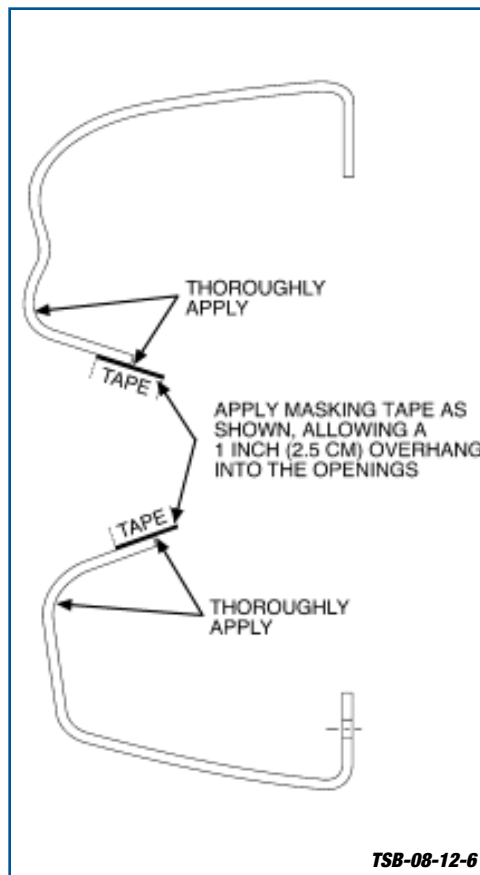 THOROUGHLY
APPLY
TAPE
APPLY MASKING TAPE AS
SHOWN, ALLOWING A
1 INCH (2.5 CM) OVERHANG
INTO THE OPENINGS
TAPE
THOROUGHLY
APPLY
TSB-08-12-6